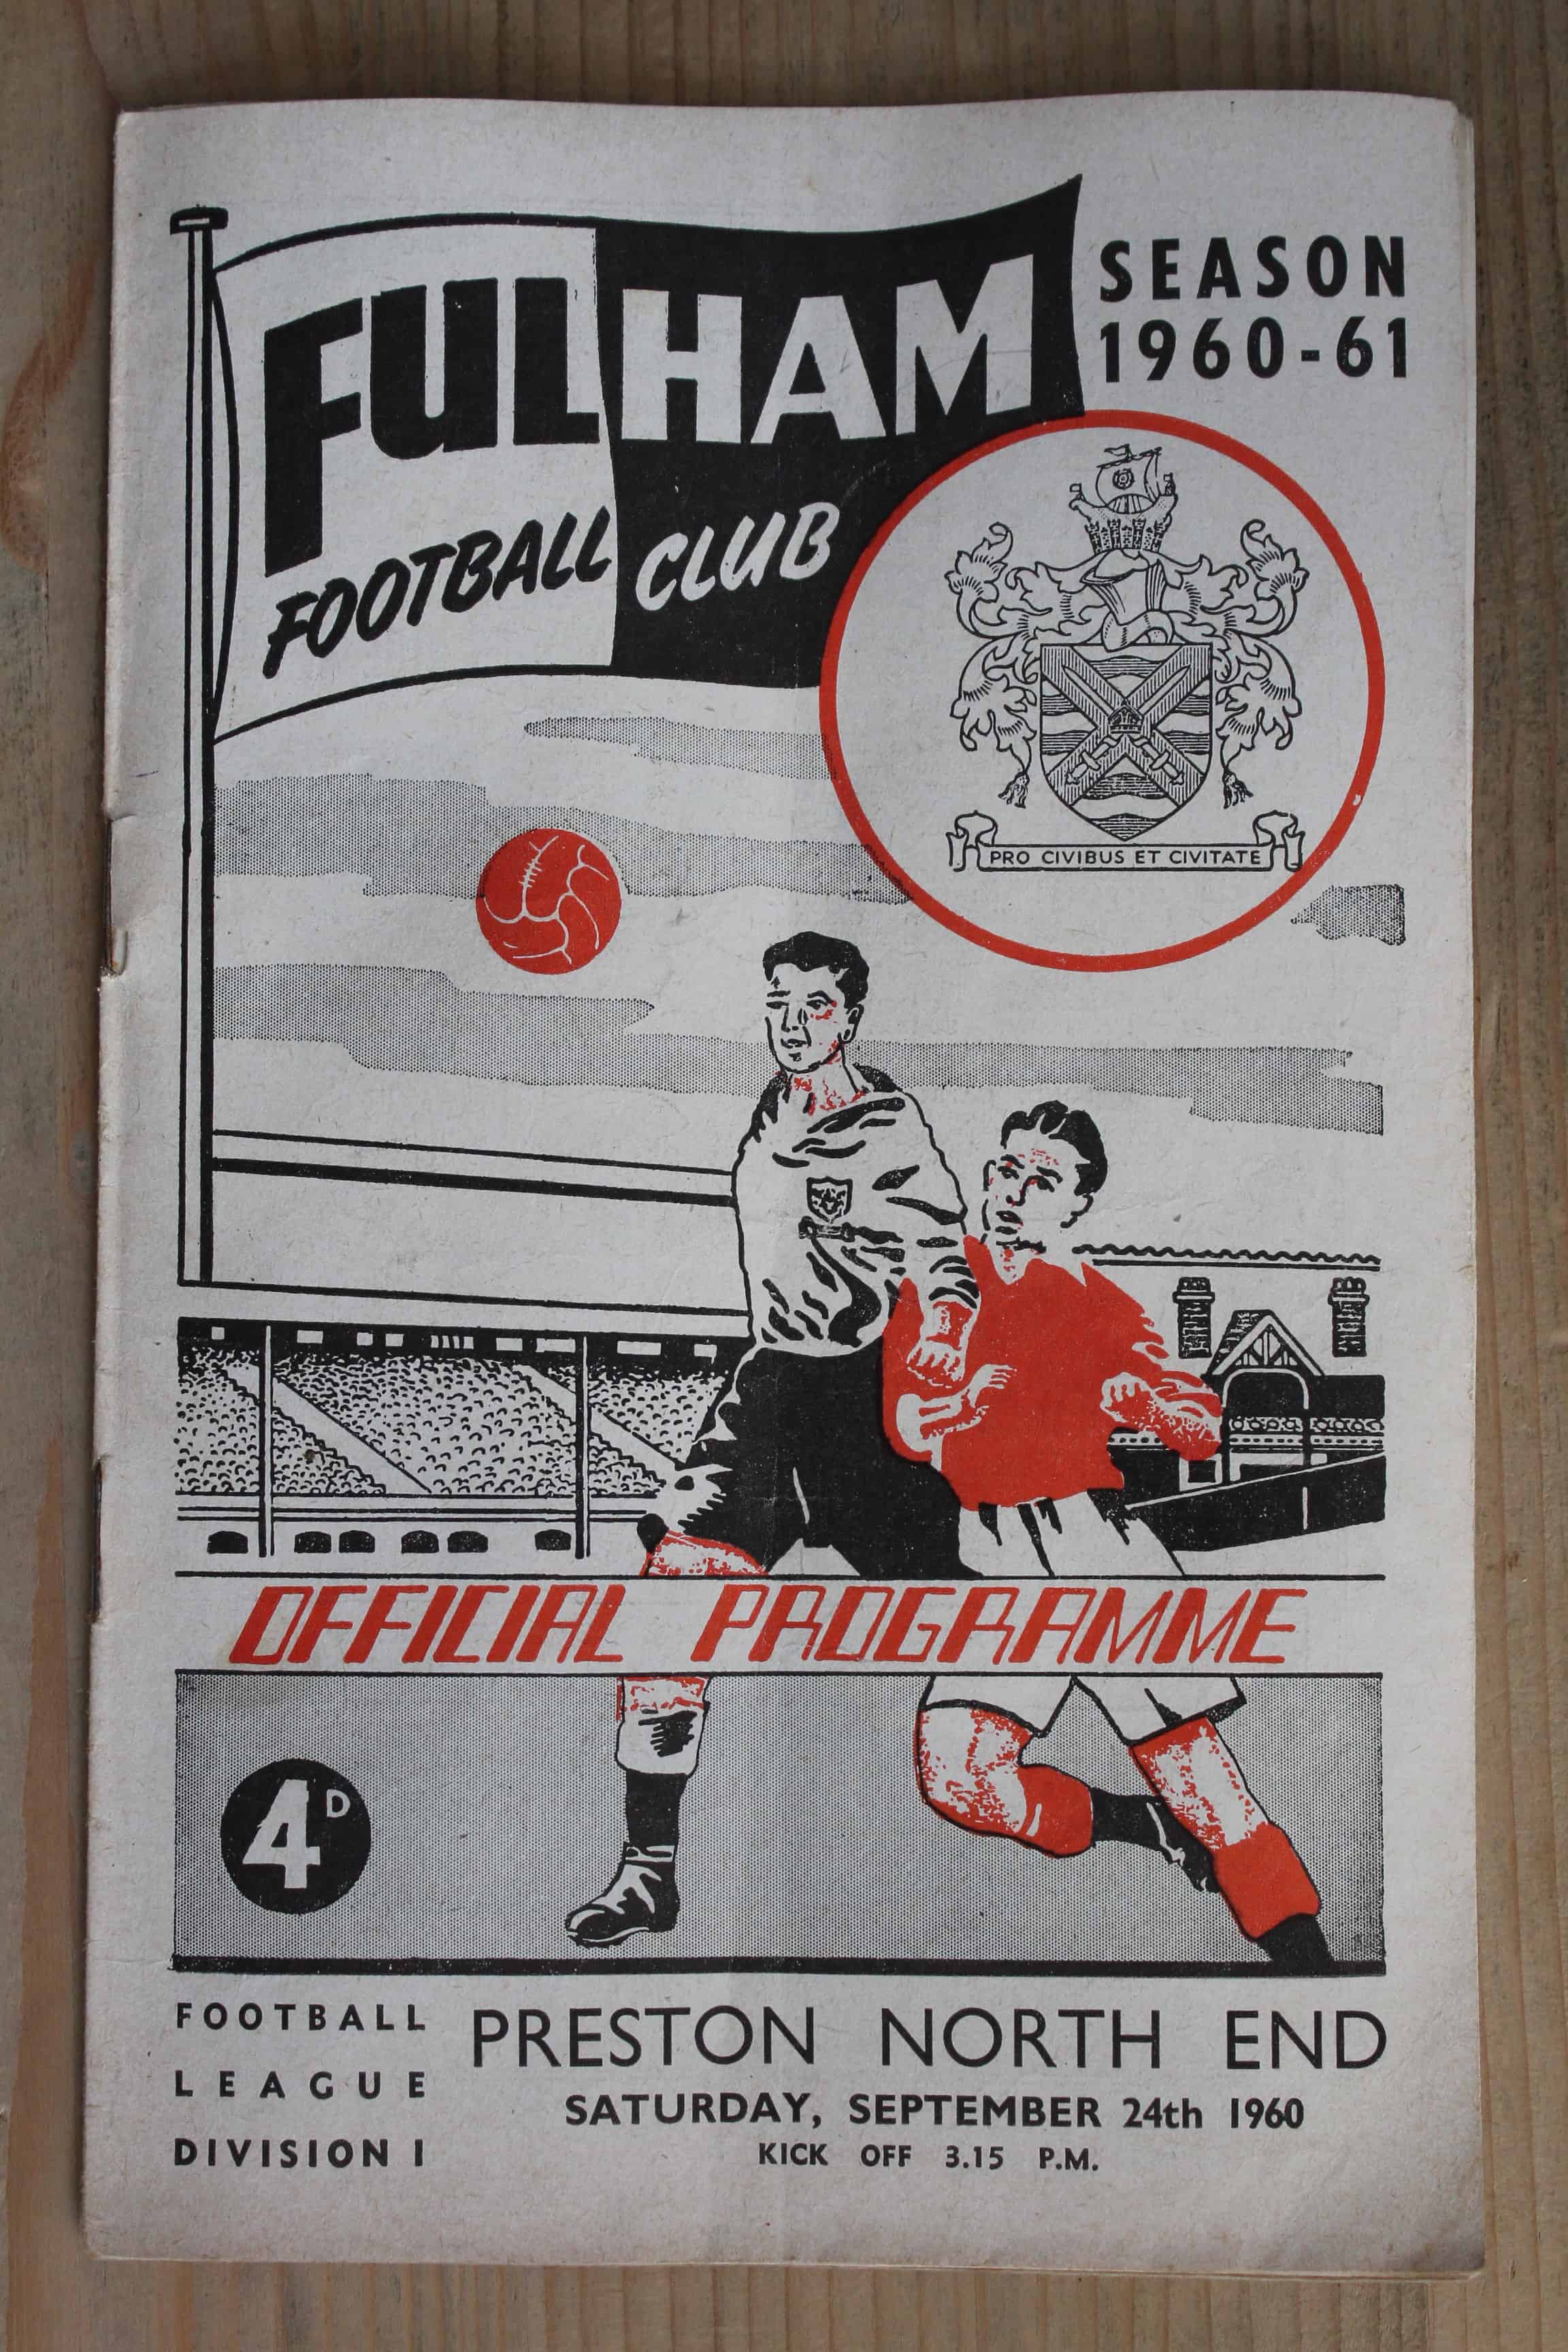 FULHAM
FOOTBALL CLUB
SEASON
1960-61
PRO CIVIBUS ET CIVITATE
OFFICIAL PROGRAMME
4D
FOOTBALL
LEAGUE
DIVISION I
PRESTON NORTH END
SATURDAY, SEPTEMBER 24th 1960
KICK OFF 3.15 P.M.